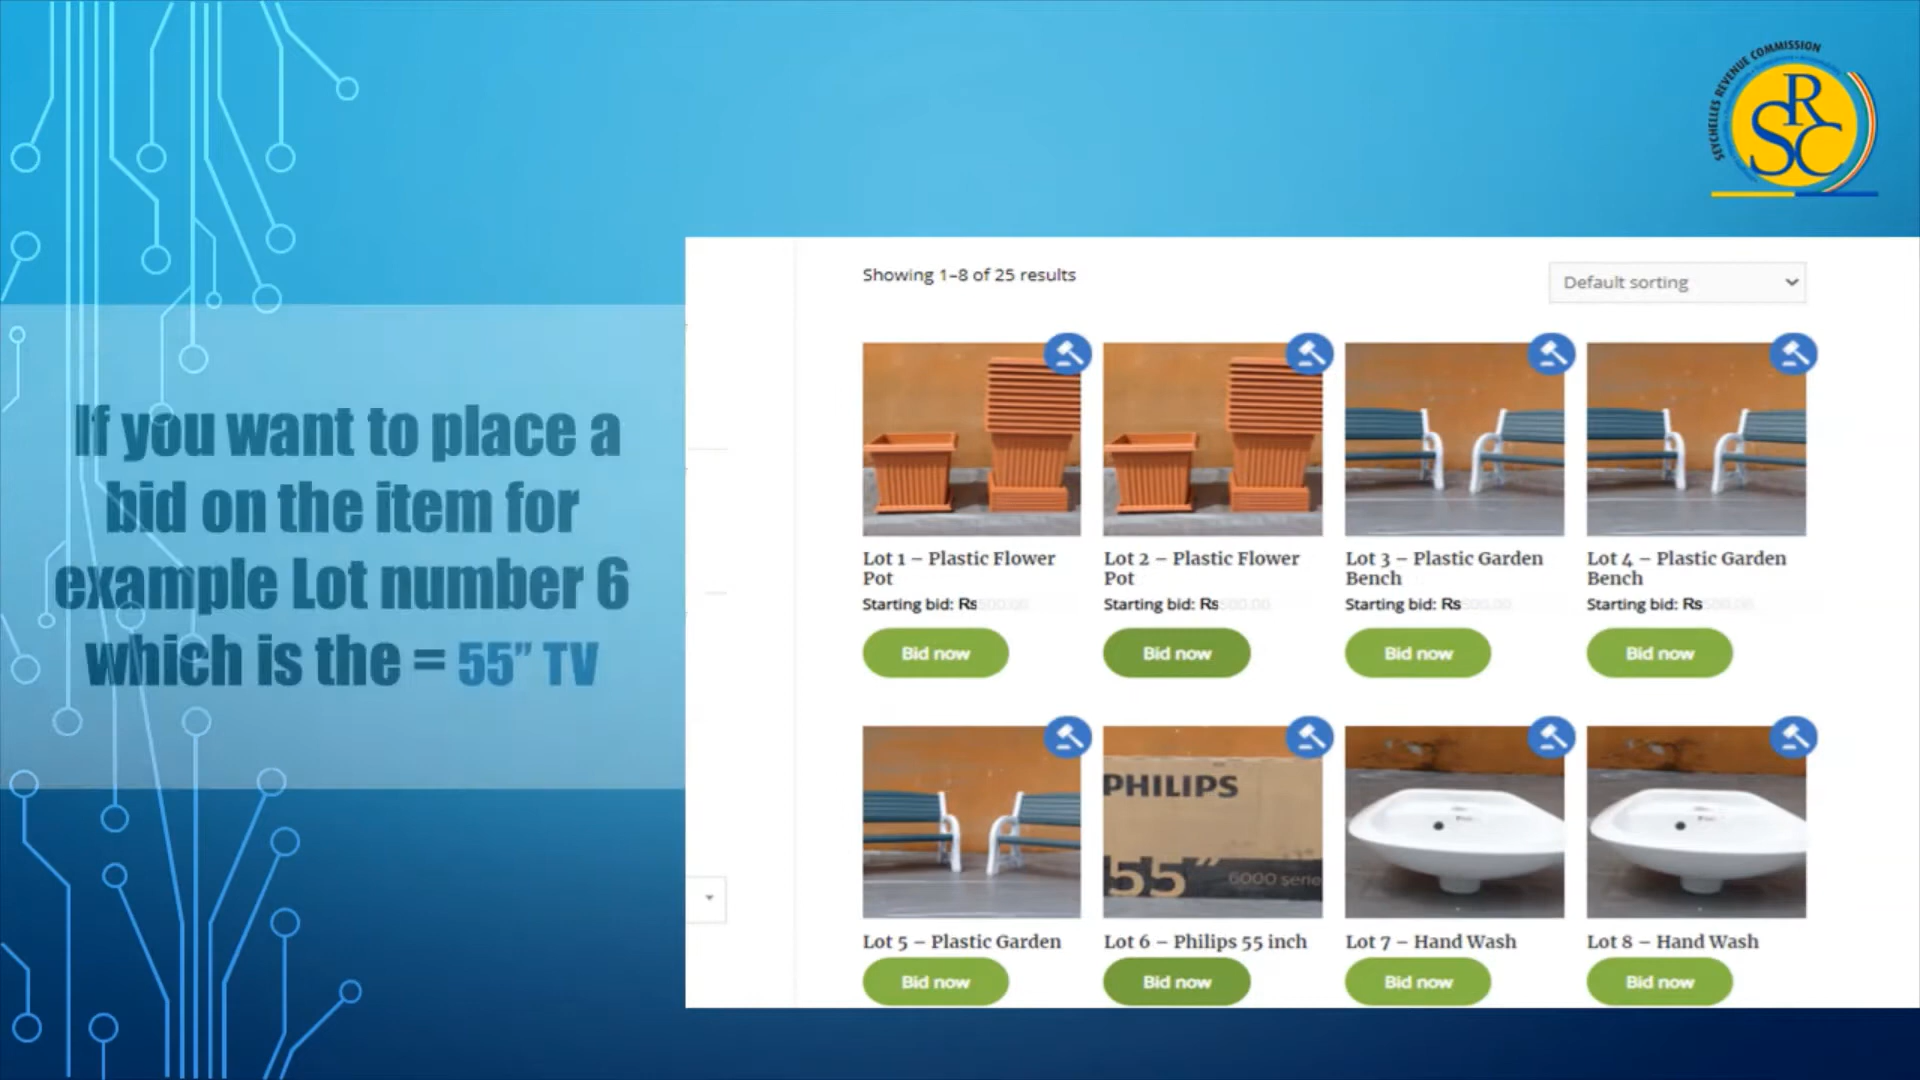 SEYCHELLES REVENUE COMMISSION
SRC
If you want to place a
bid on the item for
example Lot number 6
which is the = 55” TV
Showing 1–8 of 25 results
Default sorting
Lot 1 – Plastic Flower
Pot
Starting bid: Rs
Bid now
Lot 2 – Plastic Flower
Pot
Starting bid: Rs
Bid now
Lot 3 – Plastic Garden
Bench
Starting bid: Rs
Bid now
Lot 4 – Plastic Garden
Bench
Starting bid: Rs
Bid now
Lot 5 – Plastic Garden
Bid now
PHILIPS
55”
6000 serie
Lot 6 – Philips 55 inch
Bid now
Lot 7 – Hand Wash
Bid now
Lot 8 – Hand Wash
Bid now